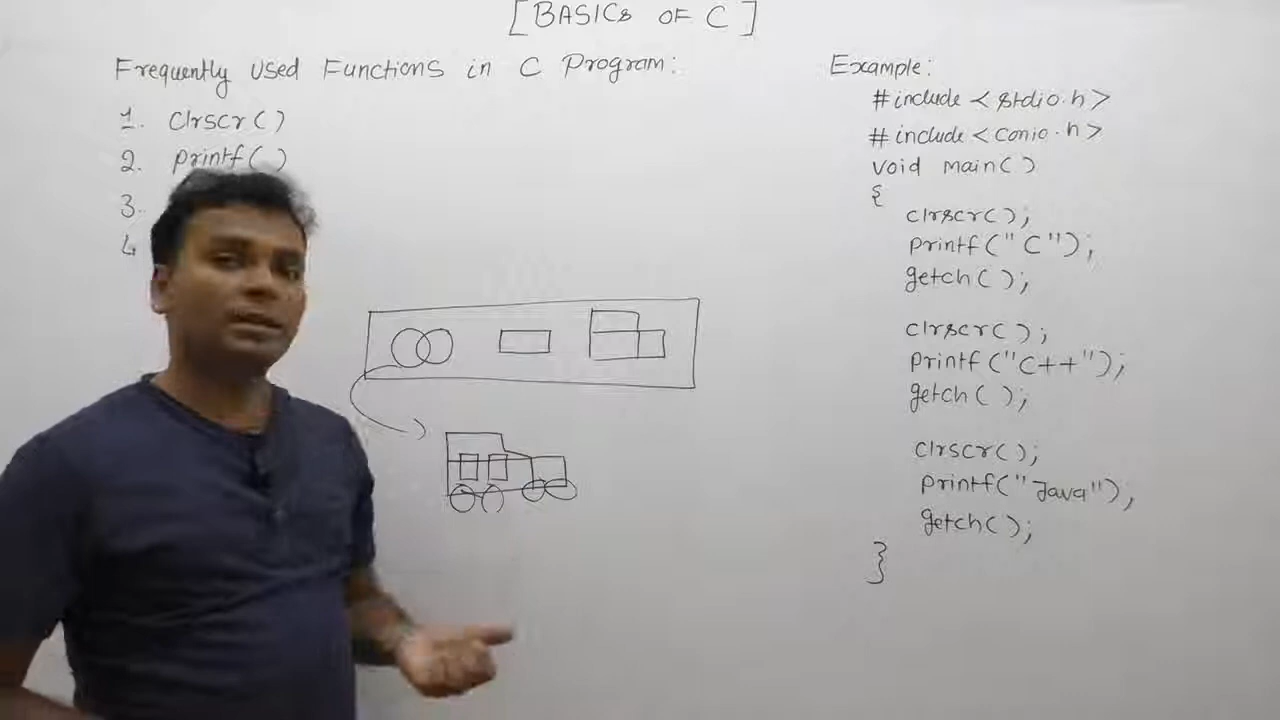 [BASICS OF C]
Frequently Used Functions in C Program:
1. Clrscr()
2. printf( )
3.
4
Example:
#include <stdio.h>
#include <conio.h>
void main()
{
clrscr();
printf("C");
getch();
clrscr();
printf("C++");
getch();
clrscr();
printf("Java");
getch();
}